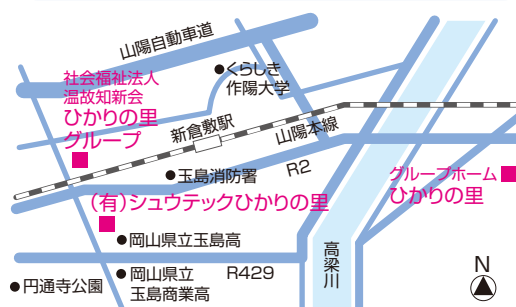 山陽自動車道
社会福祉法人
温故知新会
ひかりの里
グループ
くらしき
作陽大学
新倉敷駅
山陽本線
玉島消防署
R2
グループホーム
ひかりの里
(有)シュウテックひかりの里
岡山県立玉島高
高梁川
円通寺公園
岡山県立
玉島商業高
R429
N